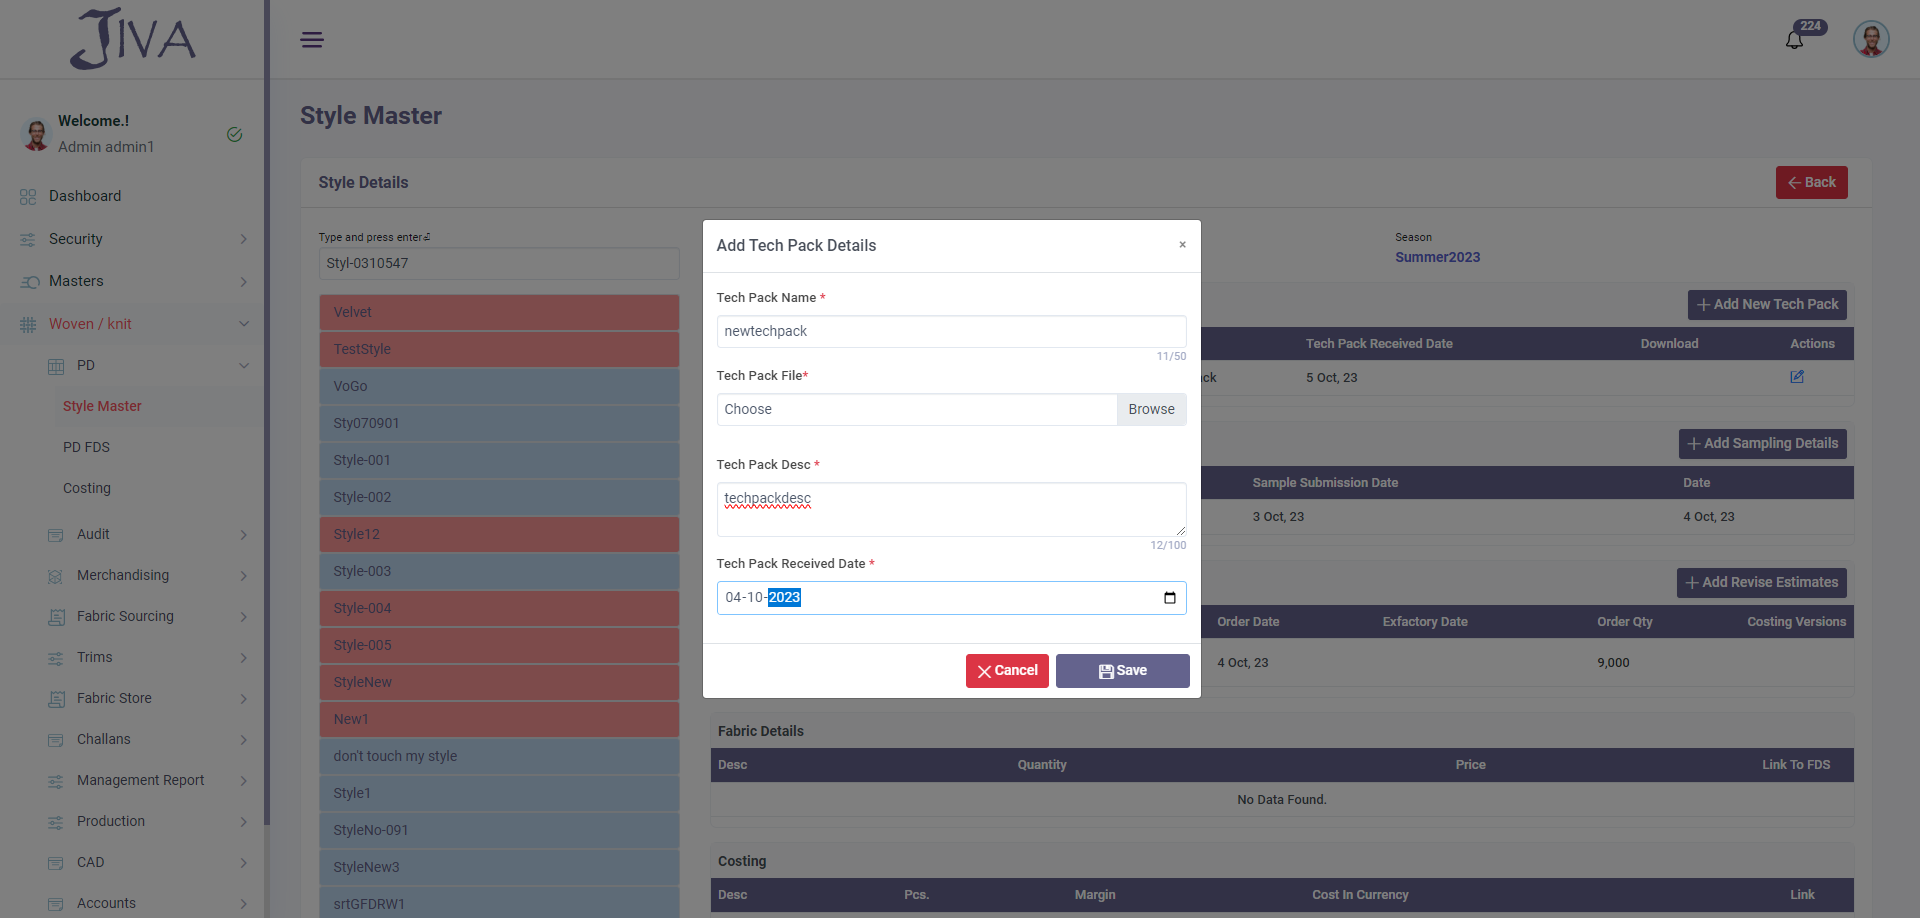 JIVA
224
Welcome.!
Admin admin1
Dashboard
Security
Masters
Woven / knit
PD
Style Master
PD FDS
Costing
Audit
Merchandising
Fabric Sourcing
Trims
Fabric Store
Challans
Management Report
Production
CAD
Accounts
Style Master
Style Details
Back
Type and press enter
Styl-0310547
Velvet
TestStyle
VoGo
Sty070901
Style-001
Style-002
Style12
Style-003
Style-004
Style-005
StyleNew
New1
don't touch my style
Style1
StyleNo-091
StyleNew3
srtGFDRW1
Add Tech Pack Details
×
Tech Pack Name *
newtechpack
11/50
Tech Pack File*
Choose
Browse
Tech Pack Desc *
techpackdesc
12/100
Tech Pack Received Date *
04-10-2023
Cancel
Save
Season
Summer2023
Add New Tech Pack
Tech Pack Received Date
Download
Actions
ck
5 Oct, 23
Add Sampling Details
Sample Submission Date
Date
3 Oct, 23
4 Oct, 23
Add Revise Estimates
Order Date
Exfactory Date
Order Qty
Costing Versions
4 Oct, 23
9,000
Fabric Details
Desc
Quantity
Price
Link To FDS
No Data Found.
Costing
Desc
Pcs.
Margin
Cost In Currency
Link